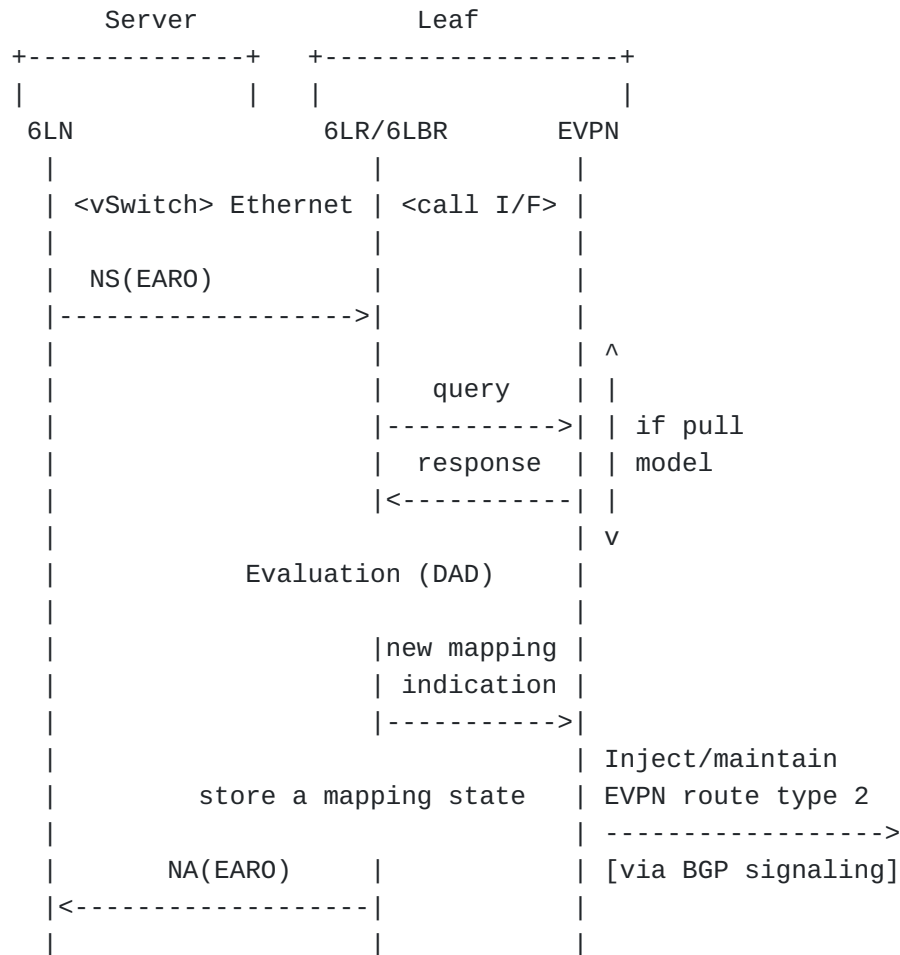 Server Leaf
6LN 6LR/6LBR EVPN
<vSwitch> Ethernet <call I/F>
NS(EARO)
^
query
if pull
response model
v
Evaluation (DAD)
new mapping
indication
Inject/maintain
store a mapping state EVPN route type 2
NA(EARO) [via BGP signaling]